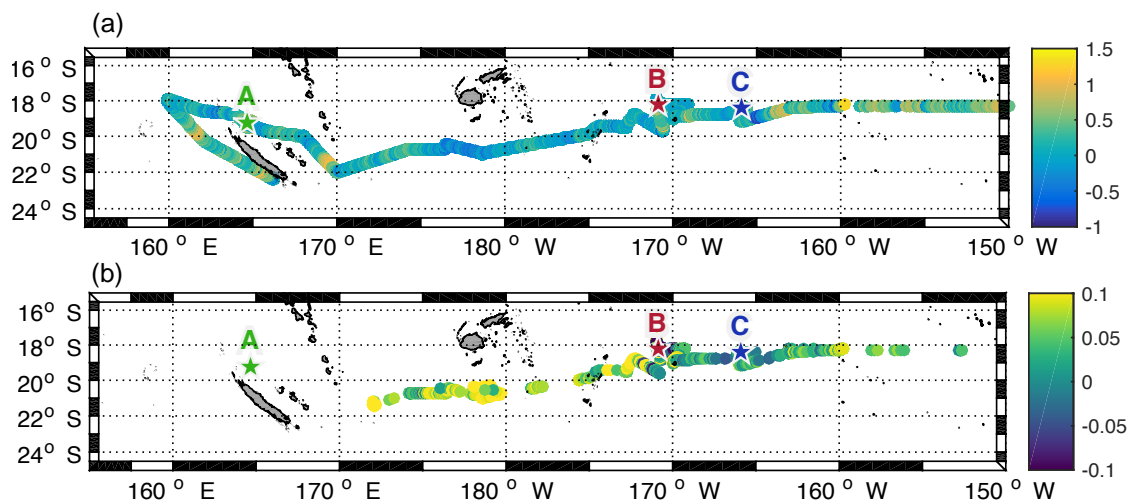 (a)
16° S
18° S
20° S
22° S
24° S
A
B
C
160° E
170° E
180° W
170° W
160° W
150° W
1.5
1
0.5
0
-0.5
-1
(b)
16° S
18° S
20° S
22° S
24° S
A
B
C
160° E
170° E
180° W
170° W
160° W
150° W
0.1
0.05
0
-0.05
-0.1